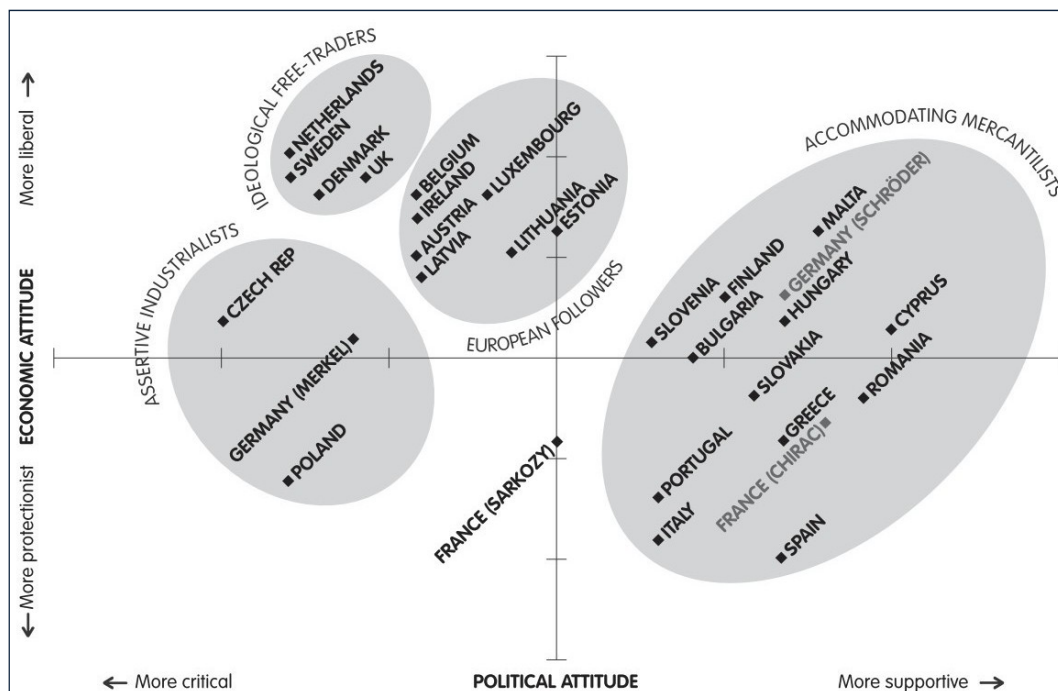 IDEOLOGICAL FREE-TRADERS
NETHERLANDS
SWEDEN
DENMARK
UK
BELGIUM
IRELAND
AUSTRIA
LATVIA
LUXEMBOURG
LITHUANIA
ESTONIA
EUROPEAN FOLLOWERS
ACCOMMODATING MERCANTILISTS
MALTA
GERMANY (SCHRÖDER)
FINLAND
HUNGARY
SLOVENIA
BULGARIA
CYPRUS
SLOVAKIA
ROMANIA
GREECE
FRANCE (CHIRAC)
PORTUGAL
ITALY
SPAIN
ASSERTIVE INDUSTRIALISTS
CZECH REP
GERMANY (MERKEL)
POLAND
FRANCE (SARKOZY)
← More protectionist ECONOMIC ATTITUDE More liberal →
← More critical POLITICAL ATTITUDE More supportive →